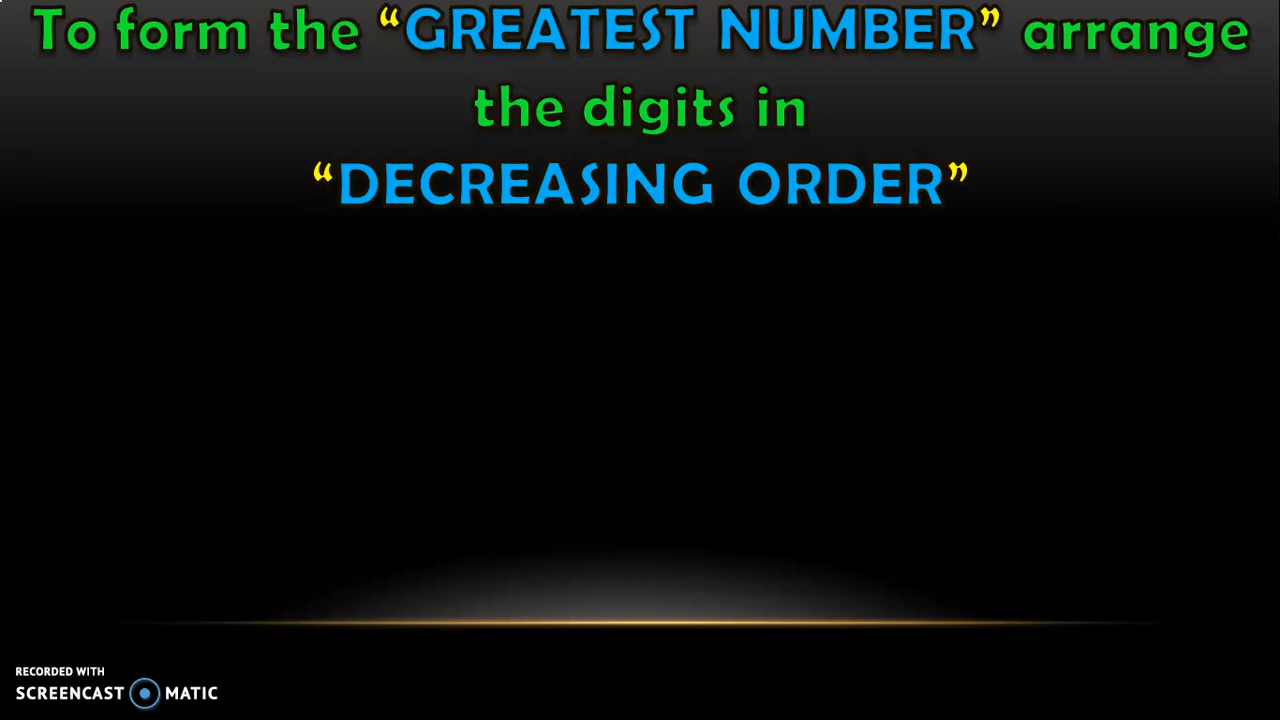 To form the “GREATEST NUMBER” arrange
the digits in
“DECREASING ORDER”
RECORDED WITH
SCREENCAST MATIC